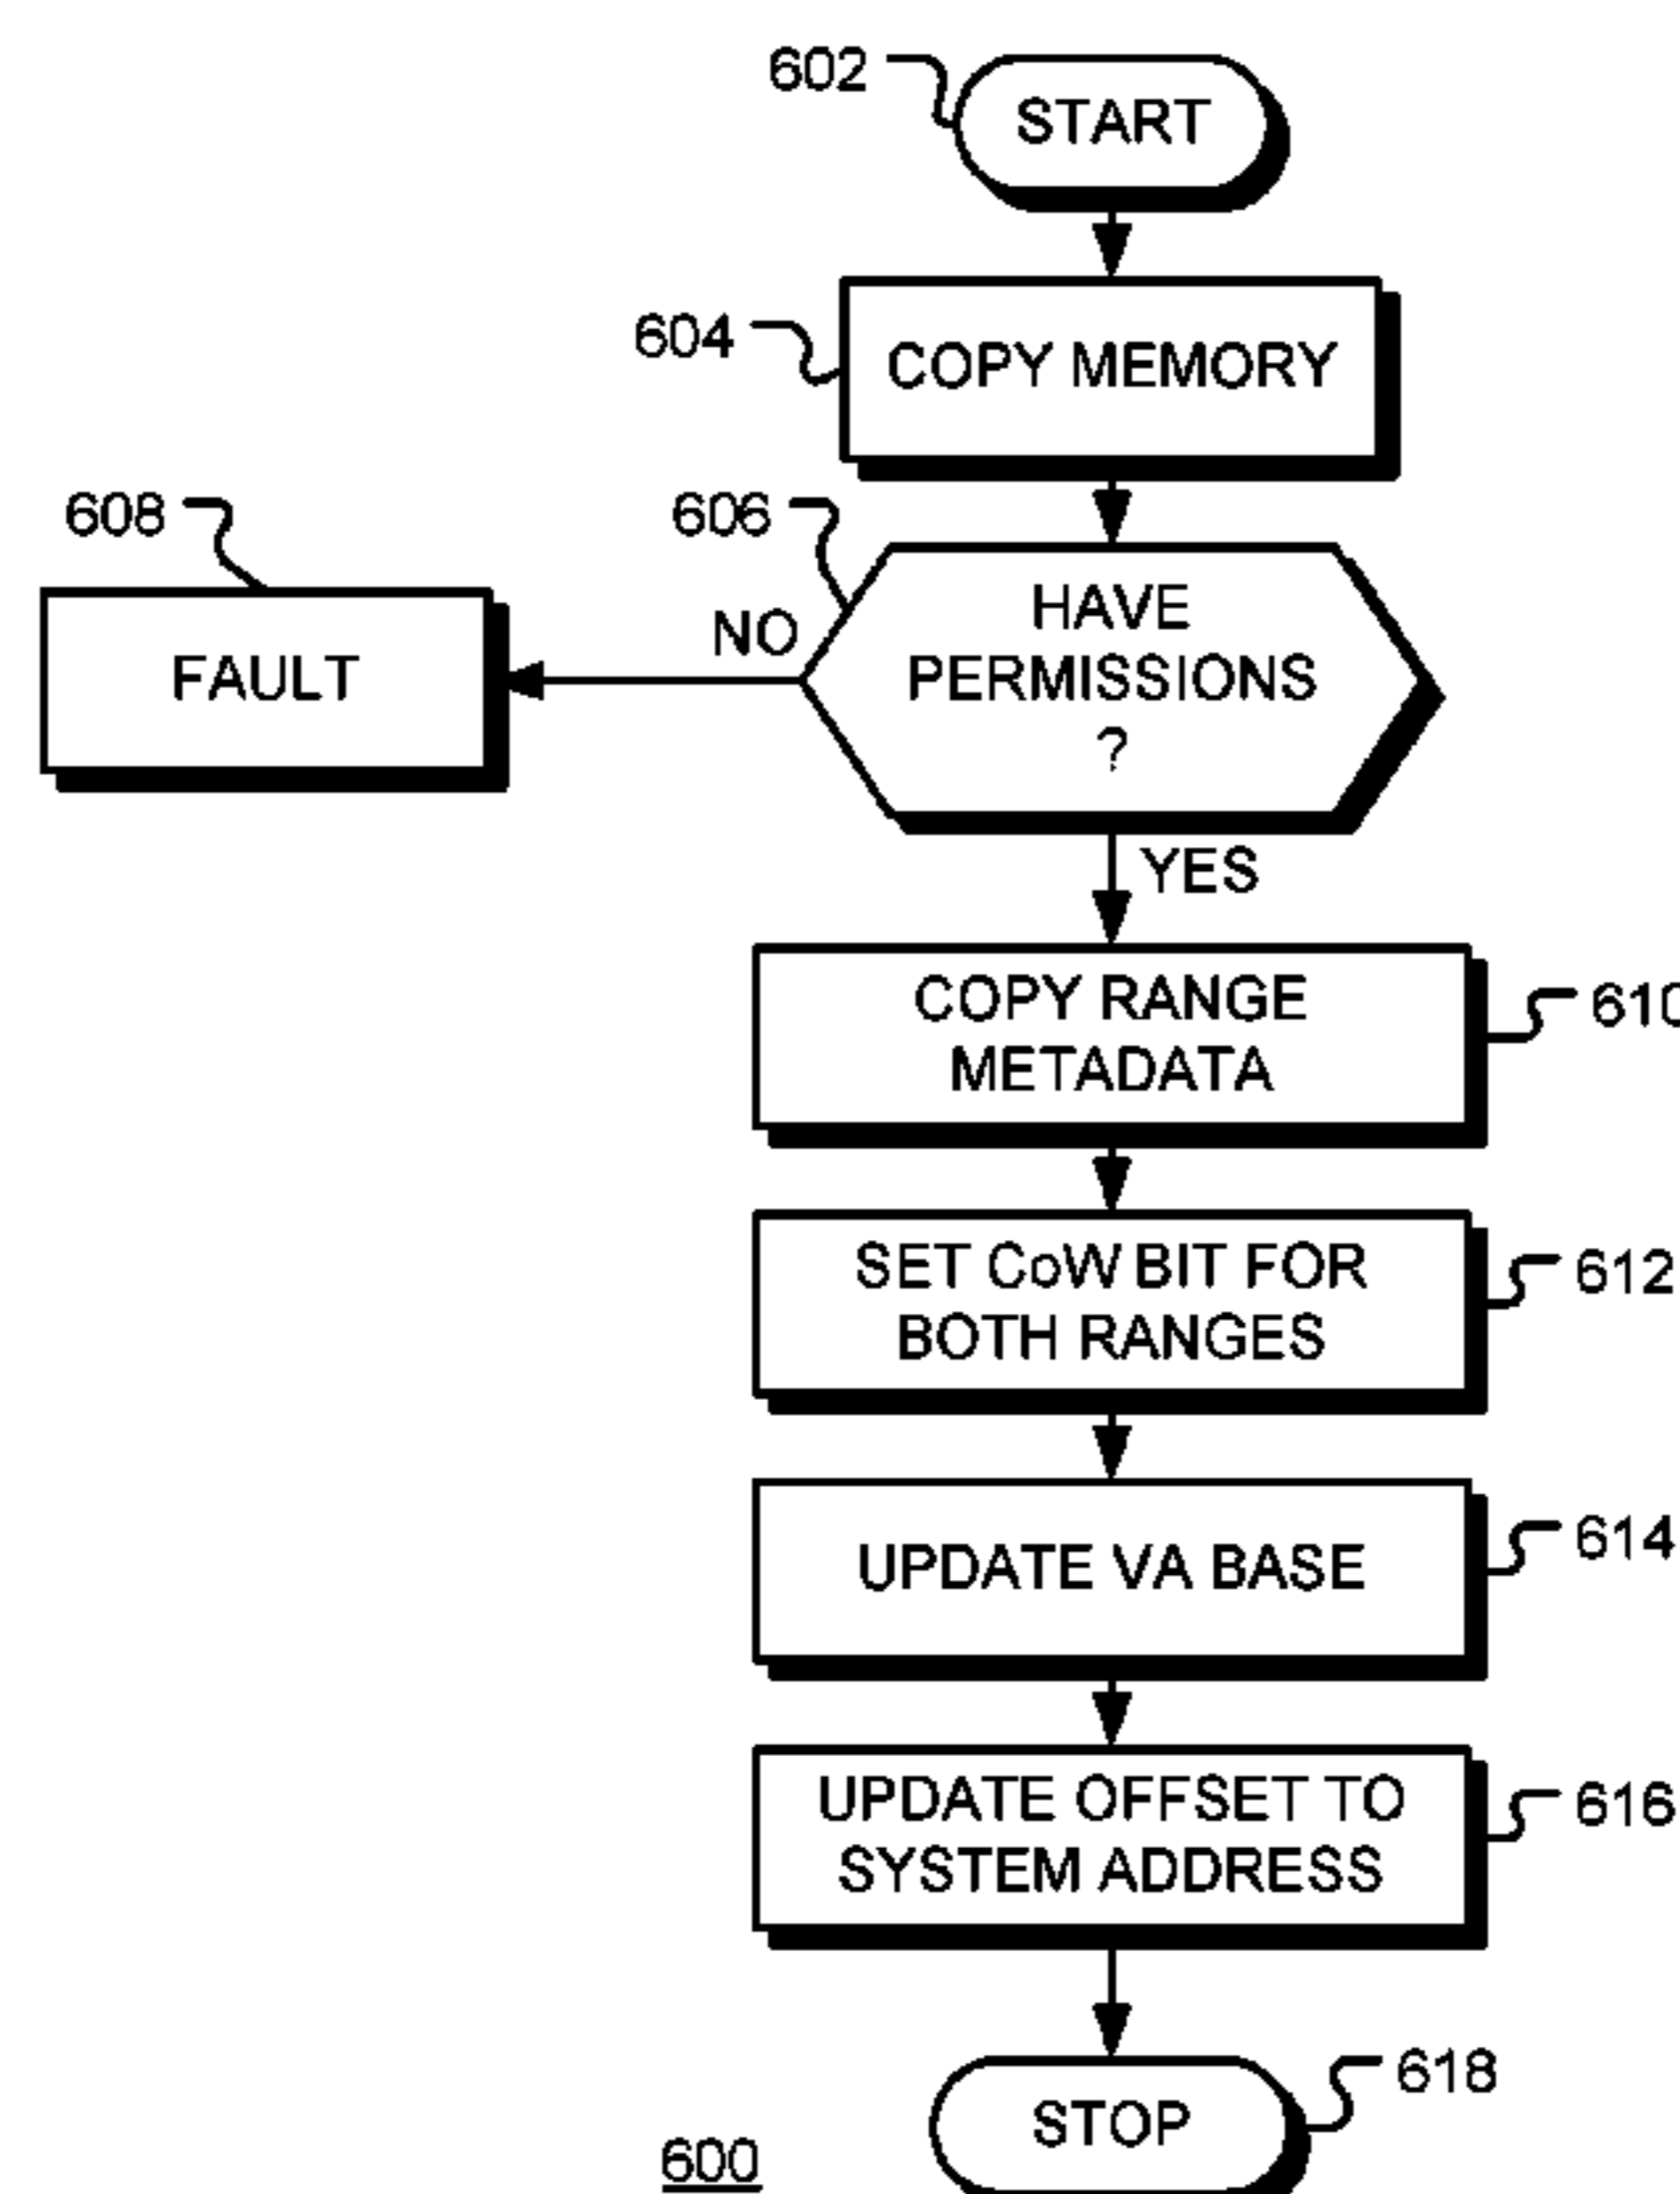 602
START
604
COPY MEMORY
608
606
NO
HAVE
PERMISSIONS
?
FAULT
YES
COPY RANGE
METADATA
610
SET CoW BIT FOR
BOTH RANGES
612
UPDATE VA BASE
614
UPDATE OFFSET TO
SYSTEM ADDRESS
616
STOP
618
600